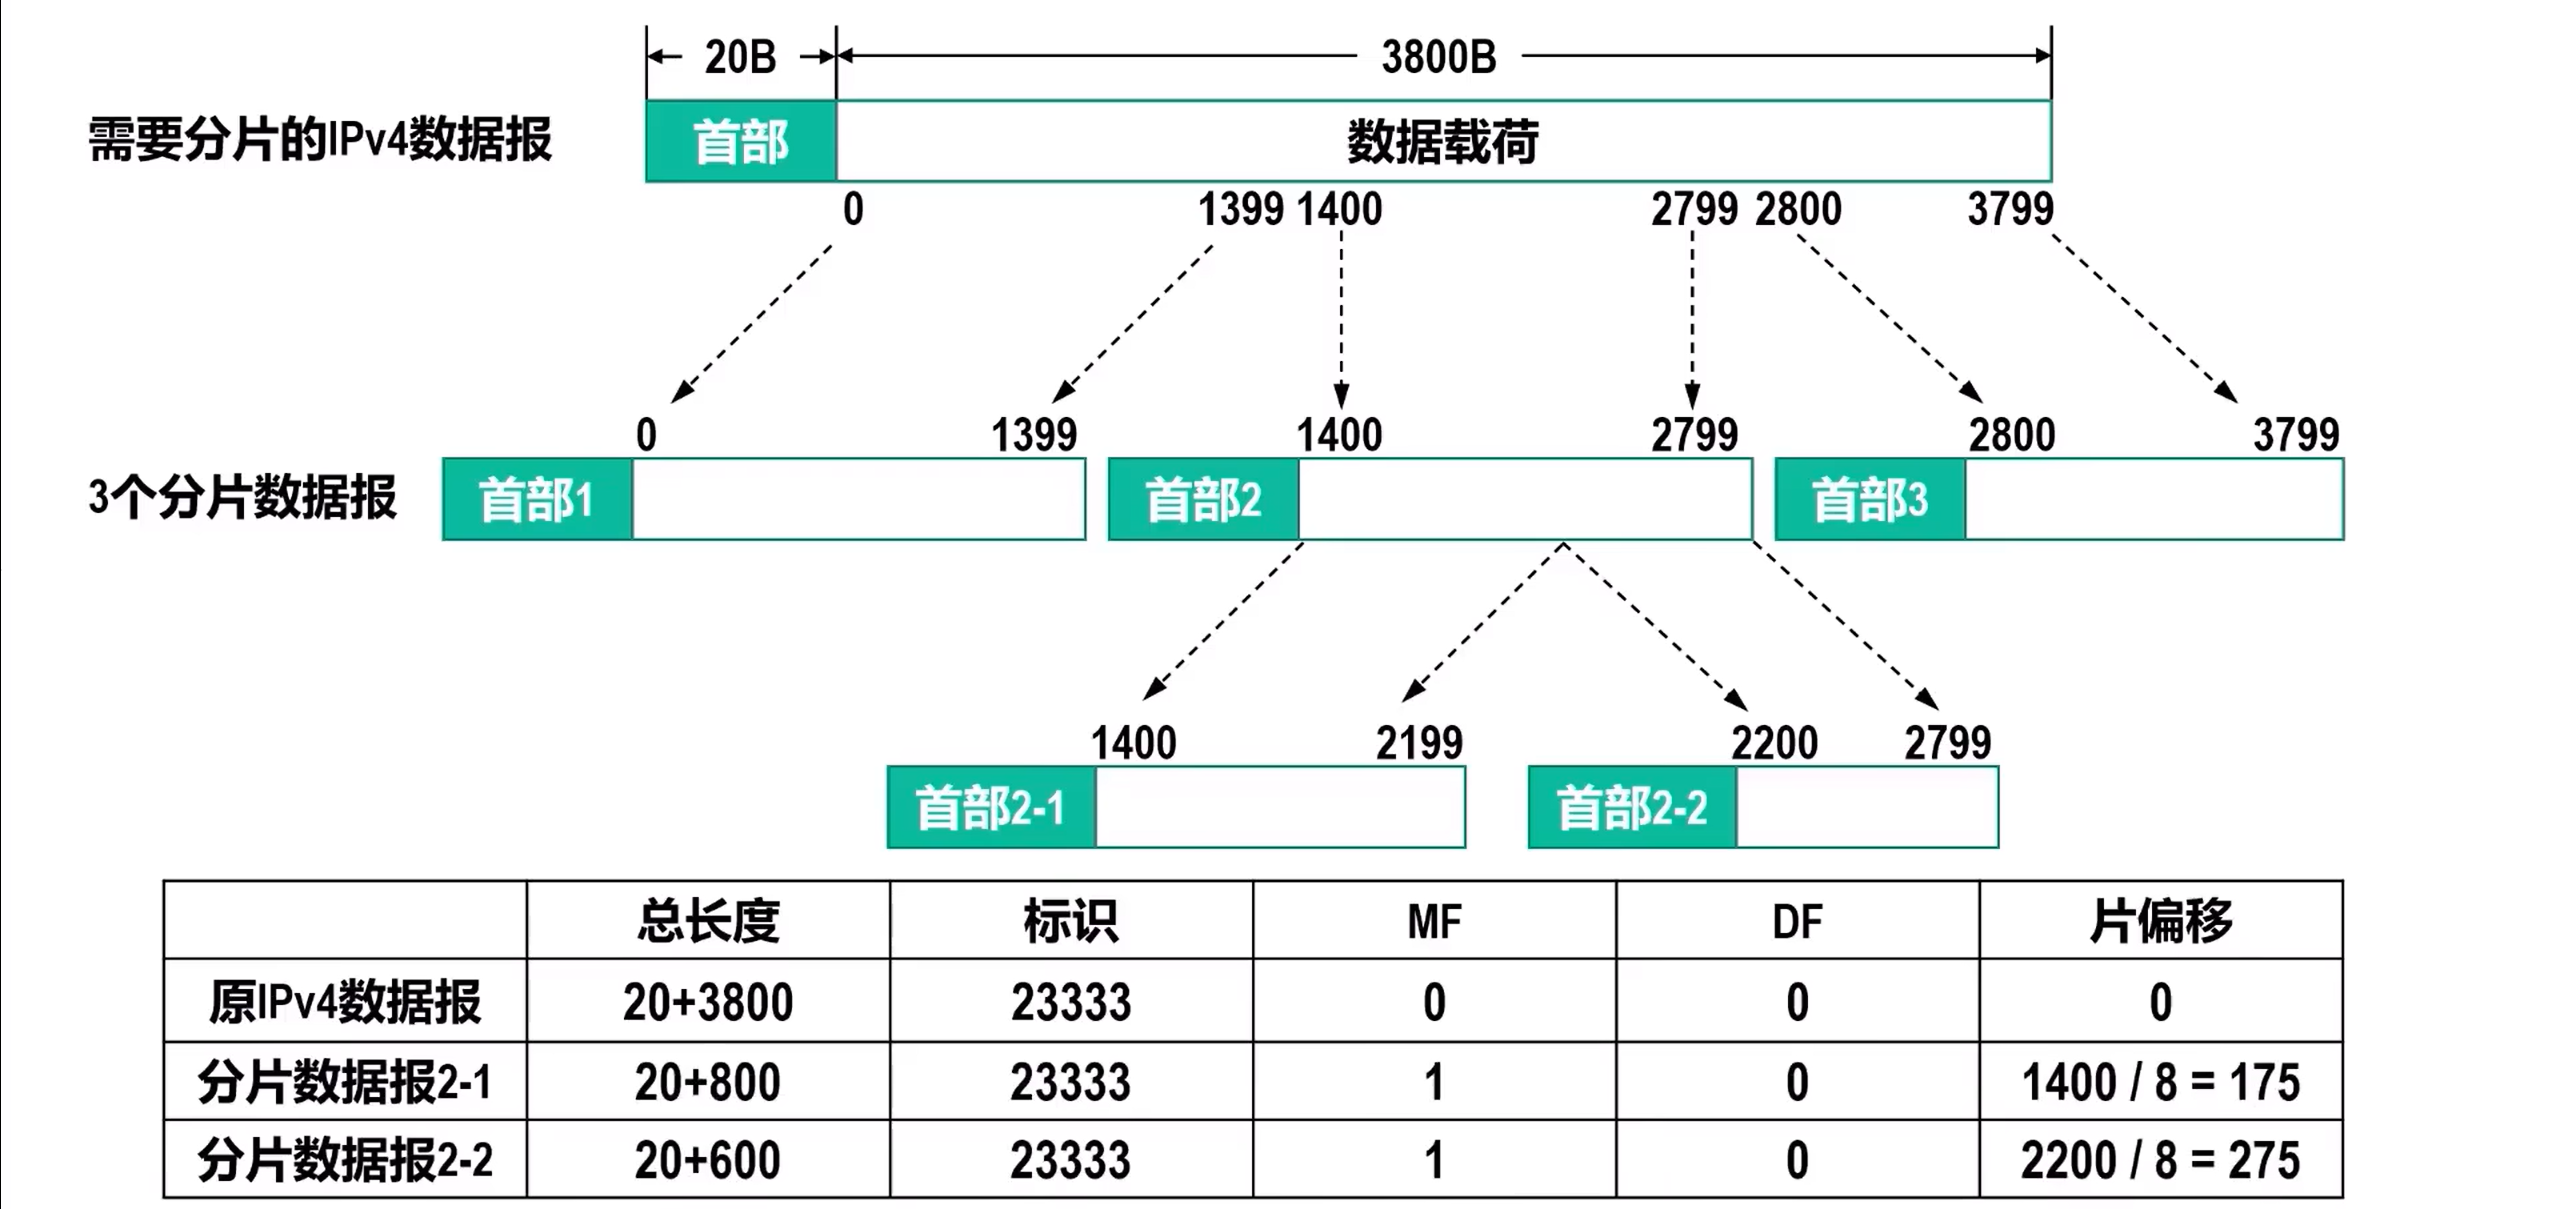 20B 3800B
需要分片的IPv4数据报 首部 数据载荷
0 1399 1400 2799 2800 3799
0 1399 1400 2799 2800 3799
3个分片数据报 首部1 首部2 首部3
1400 2199 2200 2799
首部2-1 首部2-2
总长度 标识 MF DF 片偏移
原IPv4数据报 20+3800 23333 0 0 0
分片数据报2-1 20+800 23333 1 0 1400 / 8 = 175
分片数据报2-2 20+600 23333 1 0 2200 / 8 = 275